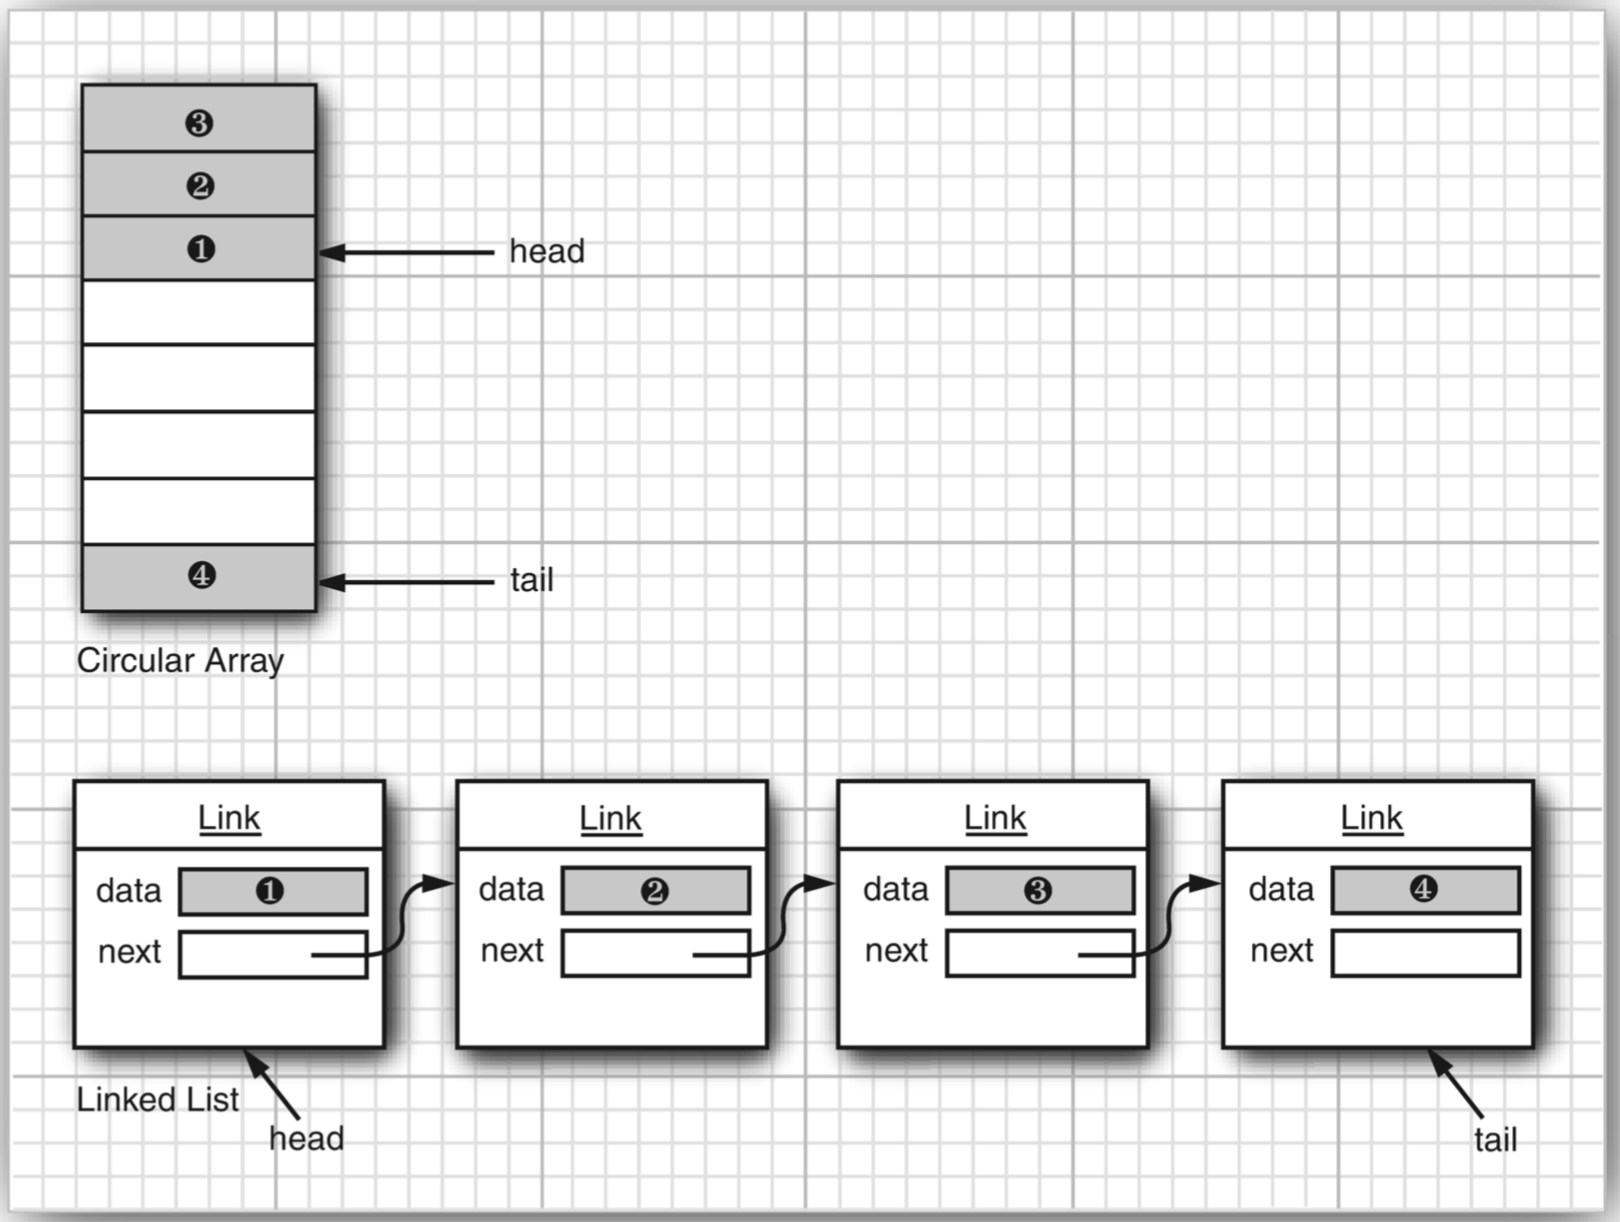 ❸
❷
❶
head
❹
tail
Circular Array
Link
data ❶
next
Link
data ❷
next
Link
data ❸
next
Link
data ❹
next
Linked List
head
tail